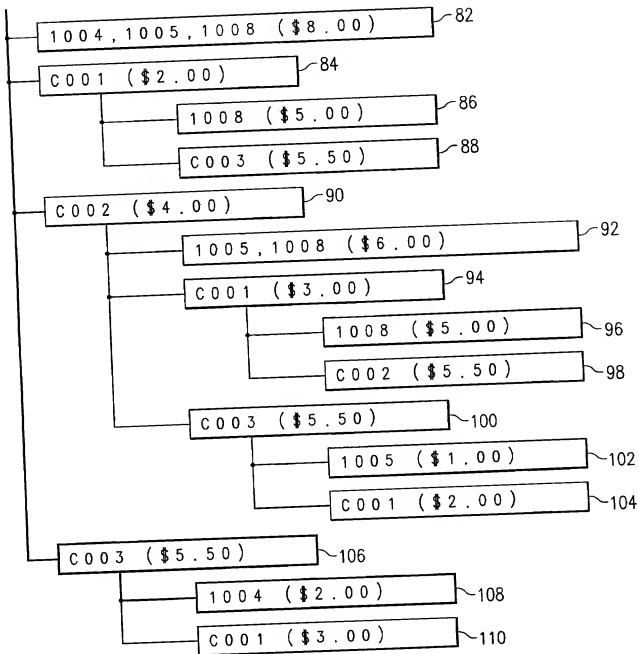 1004,1005,1008 ($8.00) 82
C001 ($2.00) 84
1008 ($5.00) 86
C003 ($5.50) 88
C002 ($4.00) 90
1005,1008 ($6.00) 92
C001 ($3.00) 94
1008 ($5.00) 96
C002 ($5.50) 98
C003 ($5.50) 100
1005 ($1.00) 102
C001 ($2.00) 104
C003 ($5.50) 106
1004 ($2.00) 108
C001 ($3.00) 110